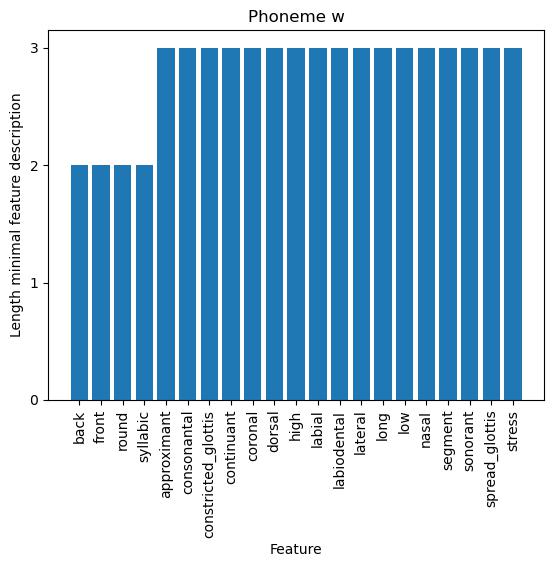 Phoneme w
Length minimal feature description
3
2
1
0
back
front
round
syllabic
approximant
consonantal
constricted_glottis
continuant
coronal
dorsal
high
labial
labiodental
lateral
long
low
nasal
segment
sonorant
spread_glottis
stress
Feature